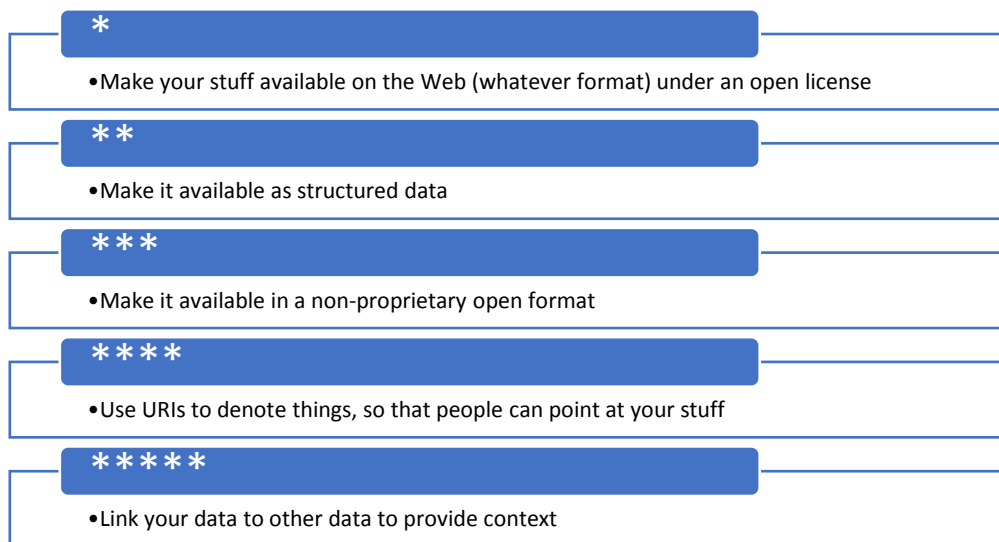 *
•Make your stuff available on the Web (whatever format) under an open license
**
•Make it available as structured data
***
•Make it available in a non-proprietary open format
****
•Use URIs to denote things, so that people can point at your stuff
*****
•Link your data to other data to provide context